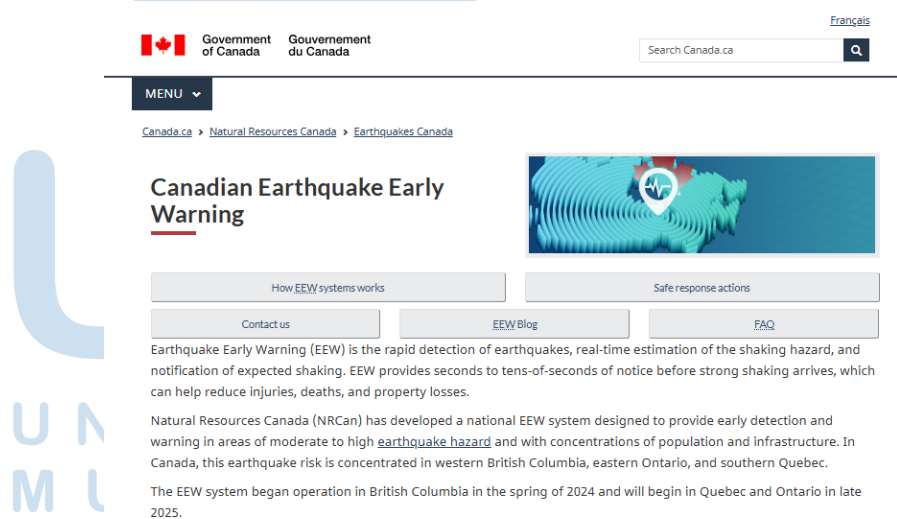 Français
Government of Canada
Gouvernement du Canada
Search Canada.ca
MENU
Canada.ca > Natural Resources Canada > Earthquakes Canada
Canadian Earthquake Early
Warning
How EEW systems works
Safe response actions
Contact us
EEW Blog
FAQ
Earthquake Early Warning (EEW) is the rapid detection of earthquakes, real-time estimation of the shaking hazard, and
notification of expected shaking. EEW provides seconds to tens-of-seconds of notice before strong shaking arrives, which
can help reduce injuries, deaths, and property losses.
Natural Resources Canada (NRCan) has developed a national EEW system designed to provide early detection and
warning in areas of moderate to high earthquake hazard and with concentrations of population and infrastructure. In
Canada, this earthquake risk is concentrated in western British Columbia, eastern Ontario, and southern Quebec.
The EEW system began operation in British Columbia in the spring of 2024 and will begin in Quebec and Ontario in late
2025.
U N
M